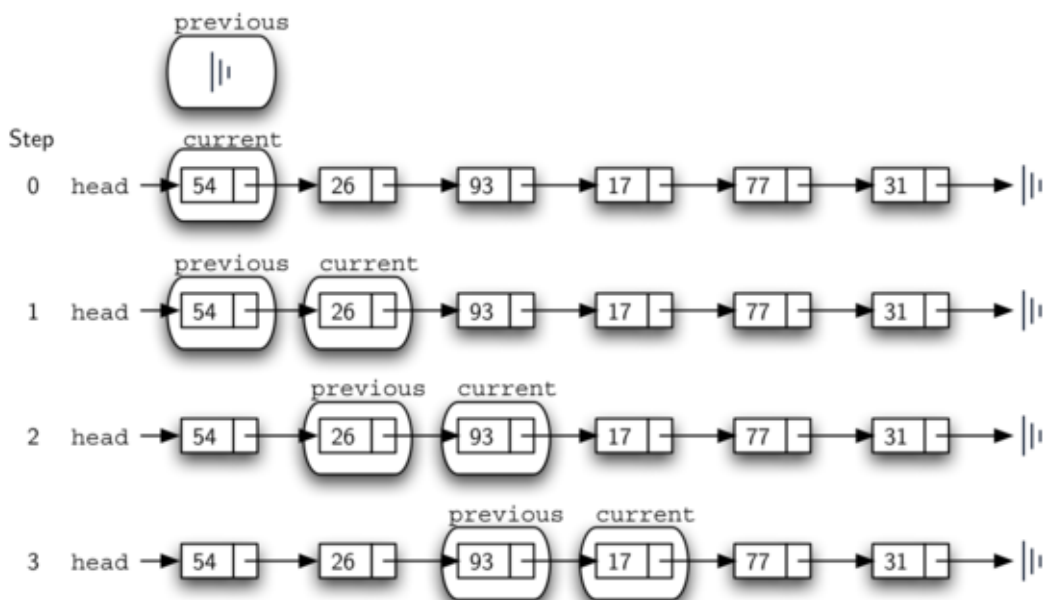 previous
Step
current
0 head 54 26 93 17 77 31
previous current
1 head 54 26 93 17 77 31
previous current
2 head 54 26 93 17 77 31
previous current
3 head 54 26 93 17 77 31